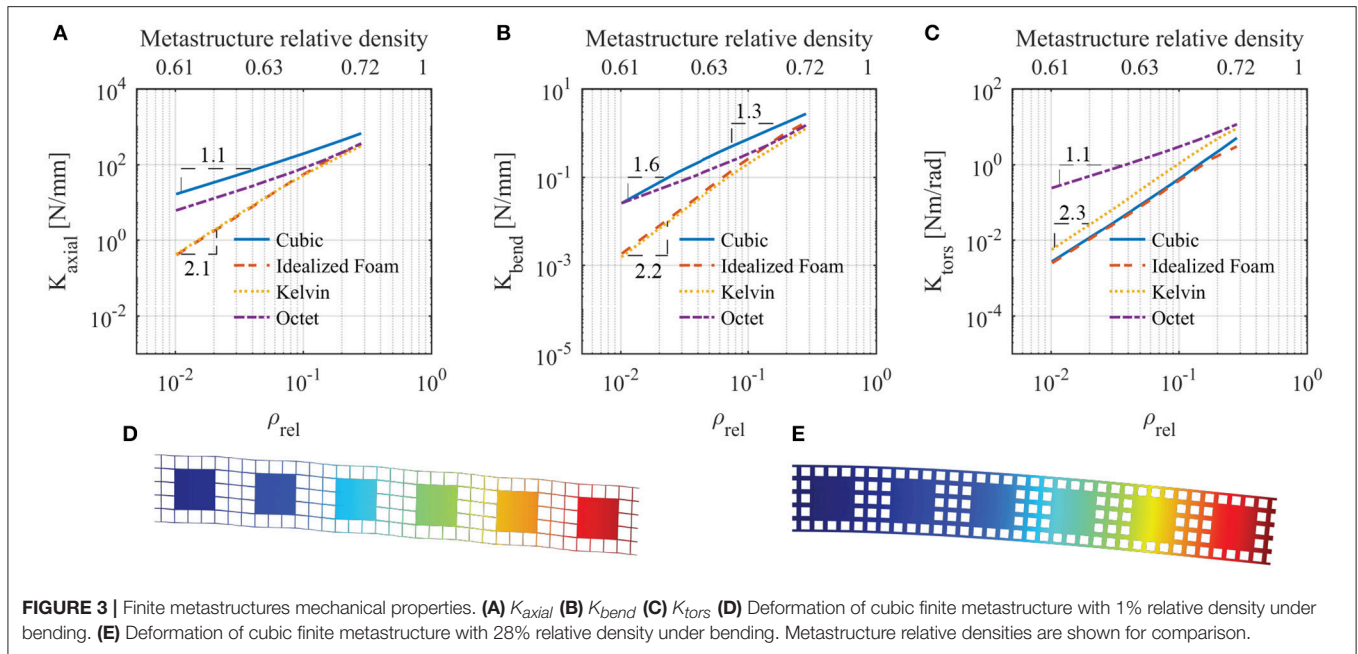 A
Metastructure relative density
0.61 0.63 0.72 1
K_axial [N/mm]
10^4
10^2
10^0
10^-2
1.1
2.1
Cubic
Idealized Foam
Kelvin
Octet
10^-2 10^-1 10^0
ρ_rel
B
Metastructure relative density
0.61 0.63 0.72 1
K_bend [N/mm]
10^1
10^-1
10^-3
10^-5
1.3
1.6
2.2
Cubic
Idealized Foam
Kelvin
Octet
10^-2 10^-1 10^0
ρ_rel
C
Metastructure relative density
0.61 0.63 0.72 1
K_tors [Nm/rad]
10^2
10^0
10^-2
10^-4
1.1
2.3
Cubic
Idealized Foam
Kelvin
Octet
10^-2 10^-1 10^0
ρ_rel
D
E
FIGURE 3 | Finite metastructures mechanical properties. (A) K_axial (B) K_bend (C) K_tors (D) Deformation of cubic finite metastructure with 1% relative density under
bending. (E) Deformation of cubic finite metastructure with 28% relative density under bending. Metastructure relative densities are shown for comparison.